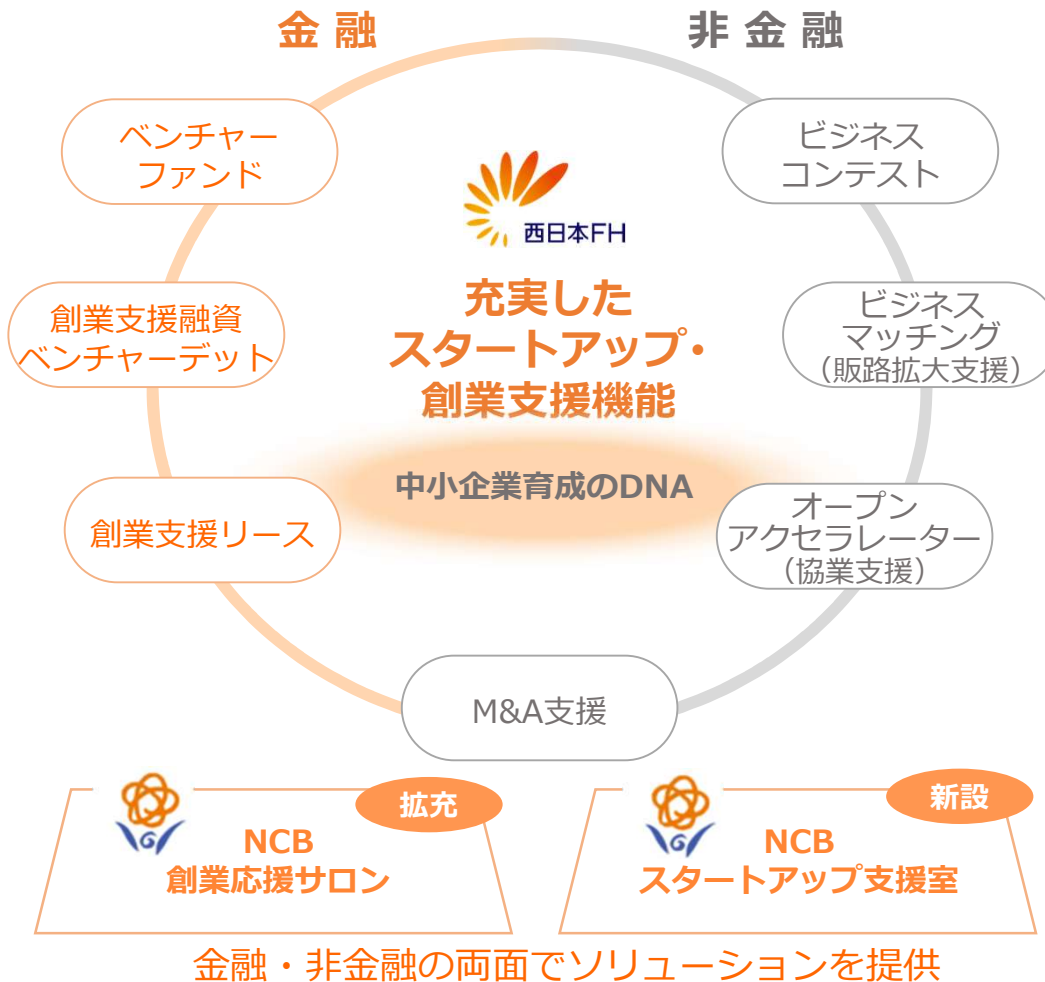 金 融
非 金 融
ベンチャー
ファンド
ビジネス
コンテスト
西日本FH
充実した
スタートアップ・
創業支援機能
創業支援融資
ベンチャーデット
ビジネス
マッチング
（販路拡大支援）
中小企業育成のDNA
創業支援リース
オープン
アクセラレーター
（協業支援）
M&A支援
拡充
NCB
創業応援サロン
新設
NCB
スタートアップ支援室
金融・非金融の両面でソリューションを提供